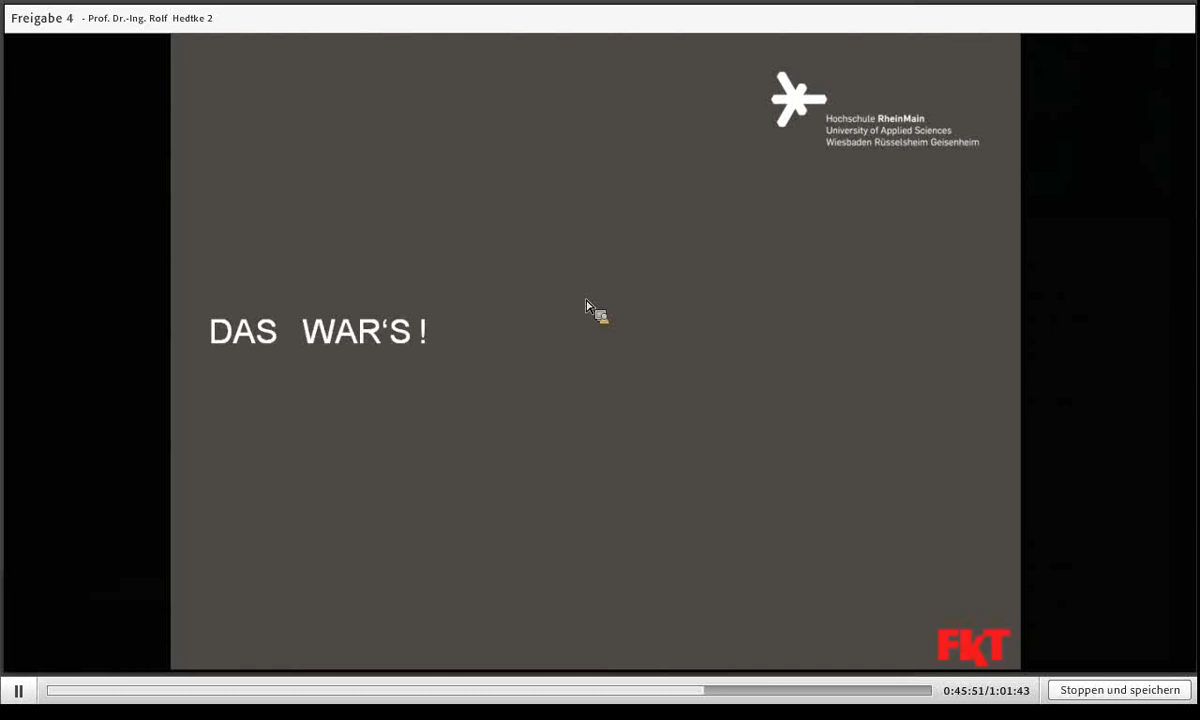 Freigabe 4 - Prof. Dr.-Ing. Rolf Hedtke 2
Hochschule RheinMain
University of Applied Sciences
Wiesbaden Rüsselsheim Geisenheim
DAS WAR‘S !
FKT
0:45:51/1:01:43 Stoppen und speichern